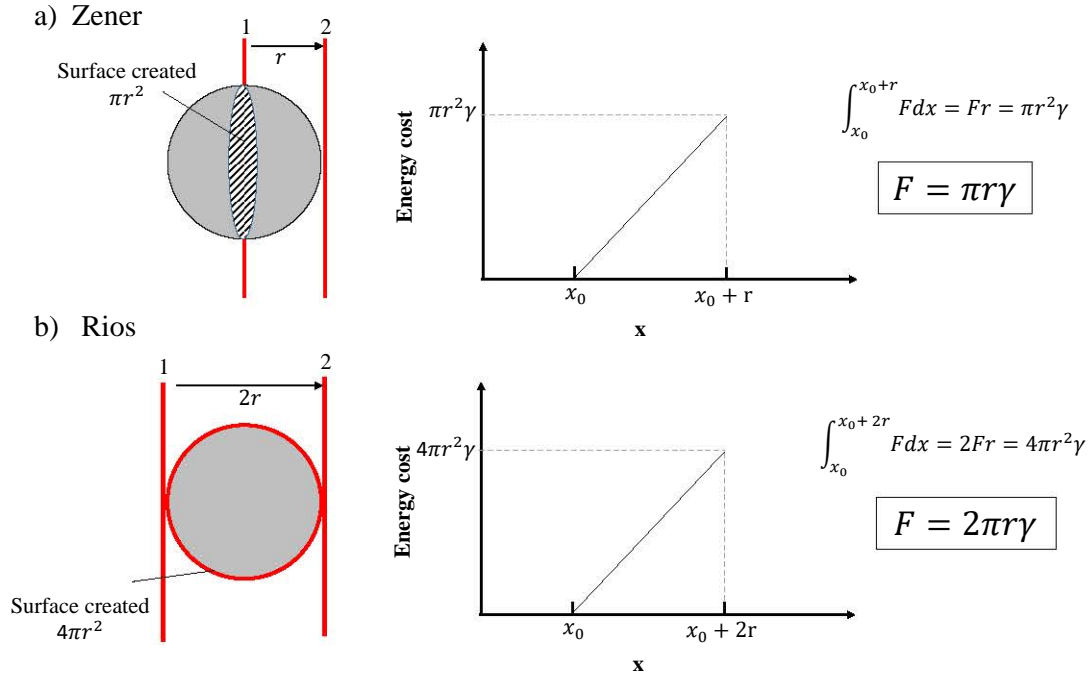 a) Zener
1
2
r
Surface created
πr²
Energy cost
πr²γ
x₀
x₀ + r
x
∫_{x₀}^{x₀+r} Fdx = Fr = πr²γ
F = πrγ
b) Rios
1
2
2r
Surface created
4πr²
Energy cost
4πr²γ
x₀
x₀ + 2r
x
∫_{x₀}^{x₀+ 2r} Fdx = 2Fr = 4πr²γ
F = 2πrγ